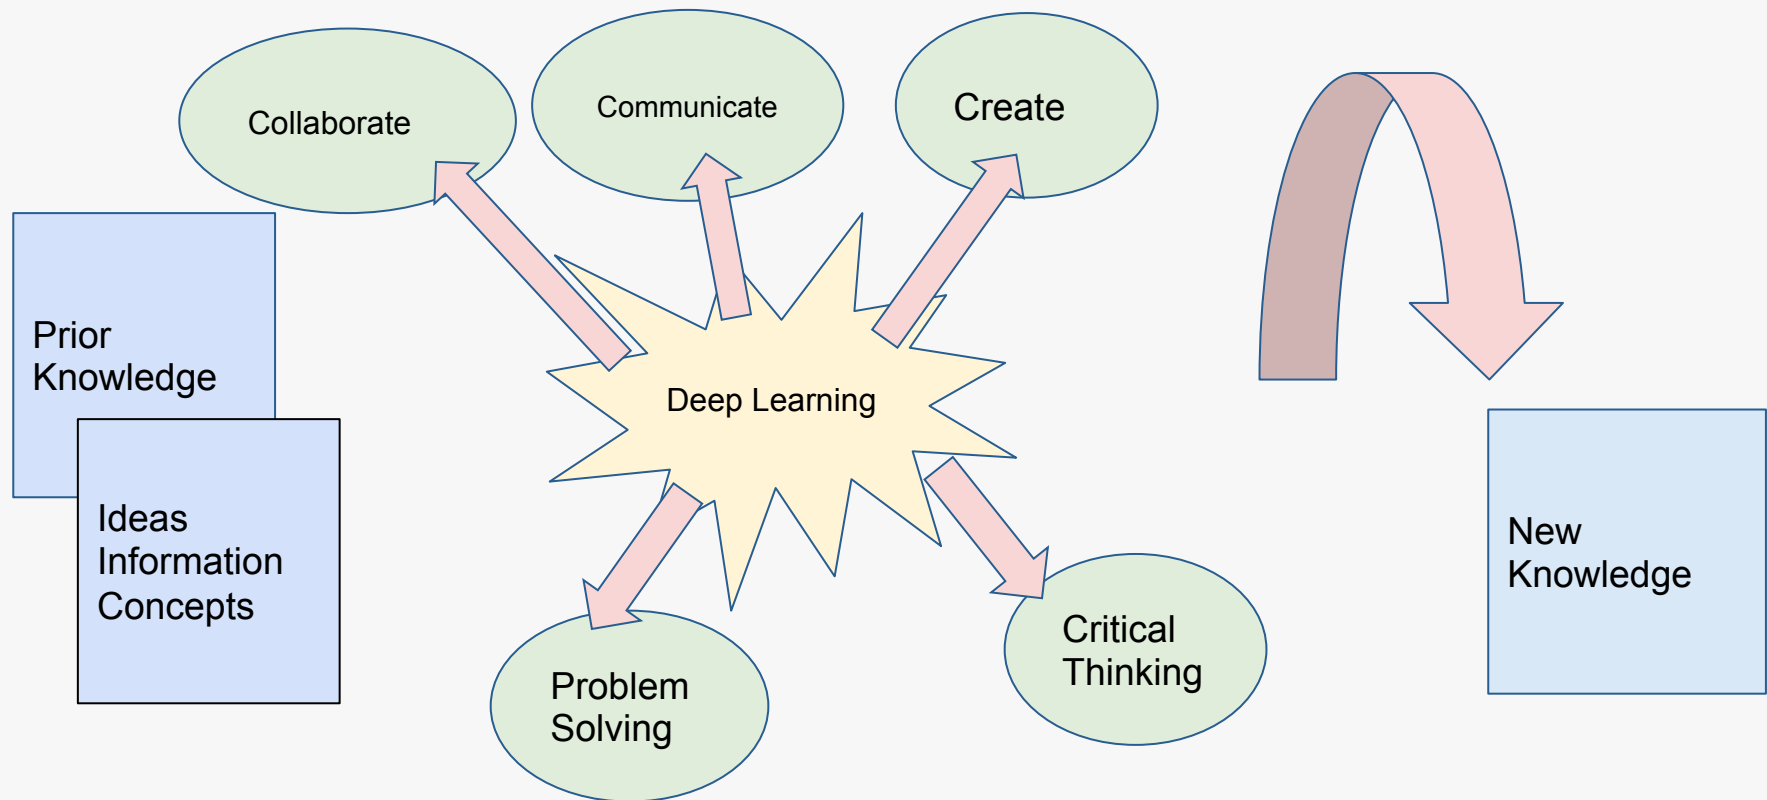 Collaborate
Communicate
Create
Prior
Knowledge
Deep Learning
Ideas
Information
Concepts
New
Knowledge
Problem
Solving
Critical
Thinking